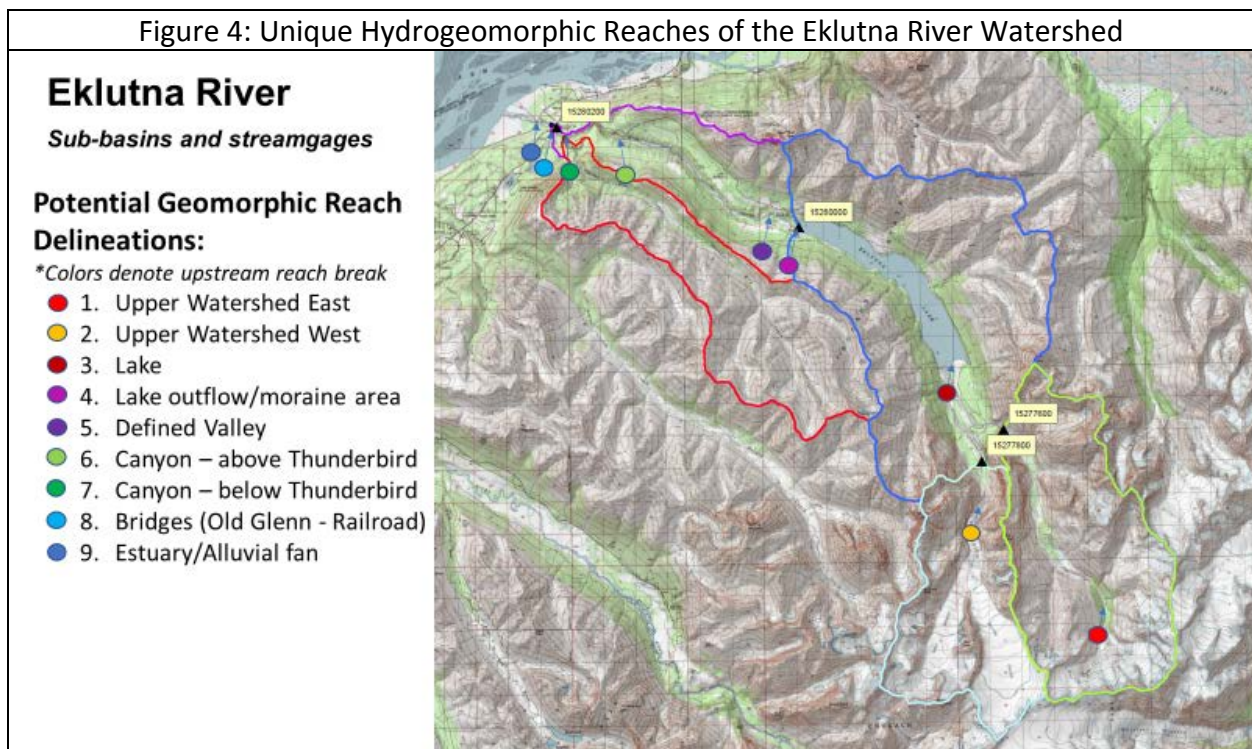 Figure 4: Unique Hydrogeomorphic Reaches of the Eklutna River Watershed
Eklutna River
Sub-basins and streamgages
Potential Geomorphic Reach
Delineations:
*Colors denote upstream reach break
1. Upper Watershed East
2. Upper Watershed West
3. Lake
4. Lake outflow/moraine area
5. Defined Valley
6. Canyon – above Thunderbird
7. Canyon – below Thunderbird
8. Bridges (Old Glenn - Railroad)
9. Estuary/Alluvial fan
15280200
15280000
15277600
15277800